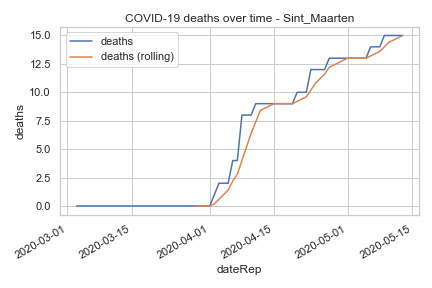 COVID-19 deaths over time - Sint_Maarten
deaths
deaths (rolling)
15.0
12.5
10.0
7.5
5.0
2.5
0.0
deaths
2020-03-01
2020-03-15
2020-04-01
2020-04-15
2020-05-01
2020-05-15
dateRep